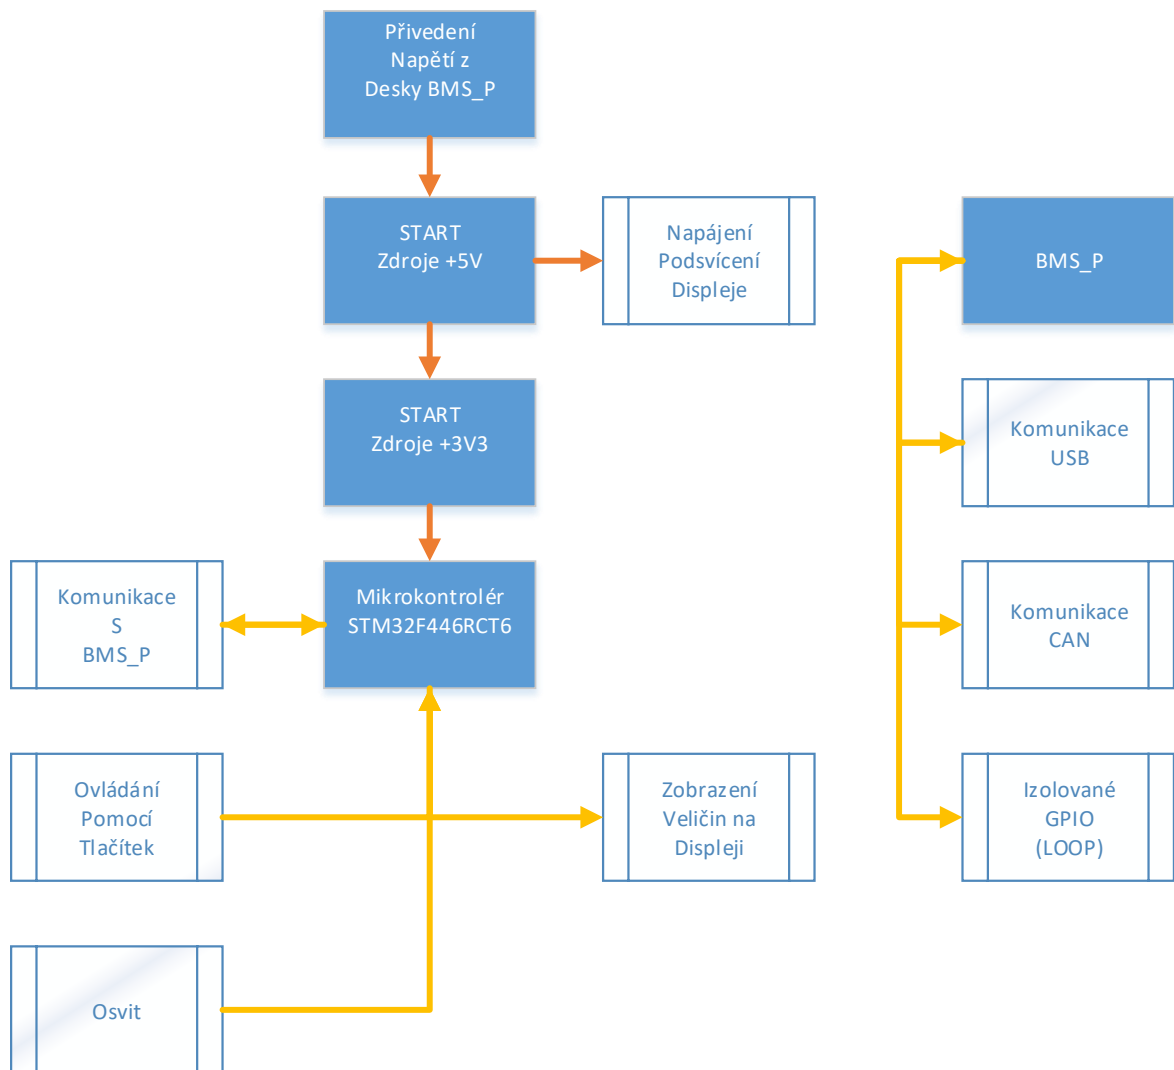 Přivedení
Napětí z
Desky BMS_P
START
Zdroje +5V
Napájení
Podsvícení
Displeje
BMS_P
START
Zdroje +3V3
Komunikace
USB
Komunikace
S
BMS_P
Mikrokontrolér
STM32F446RCT6
Komunikace
CAN
Ovládání
Pomocí
Tlačítek
Zobrazení
Veličin na
Displeji
Izolované
GPIO
(LOOP)
Osvit